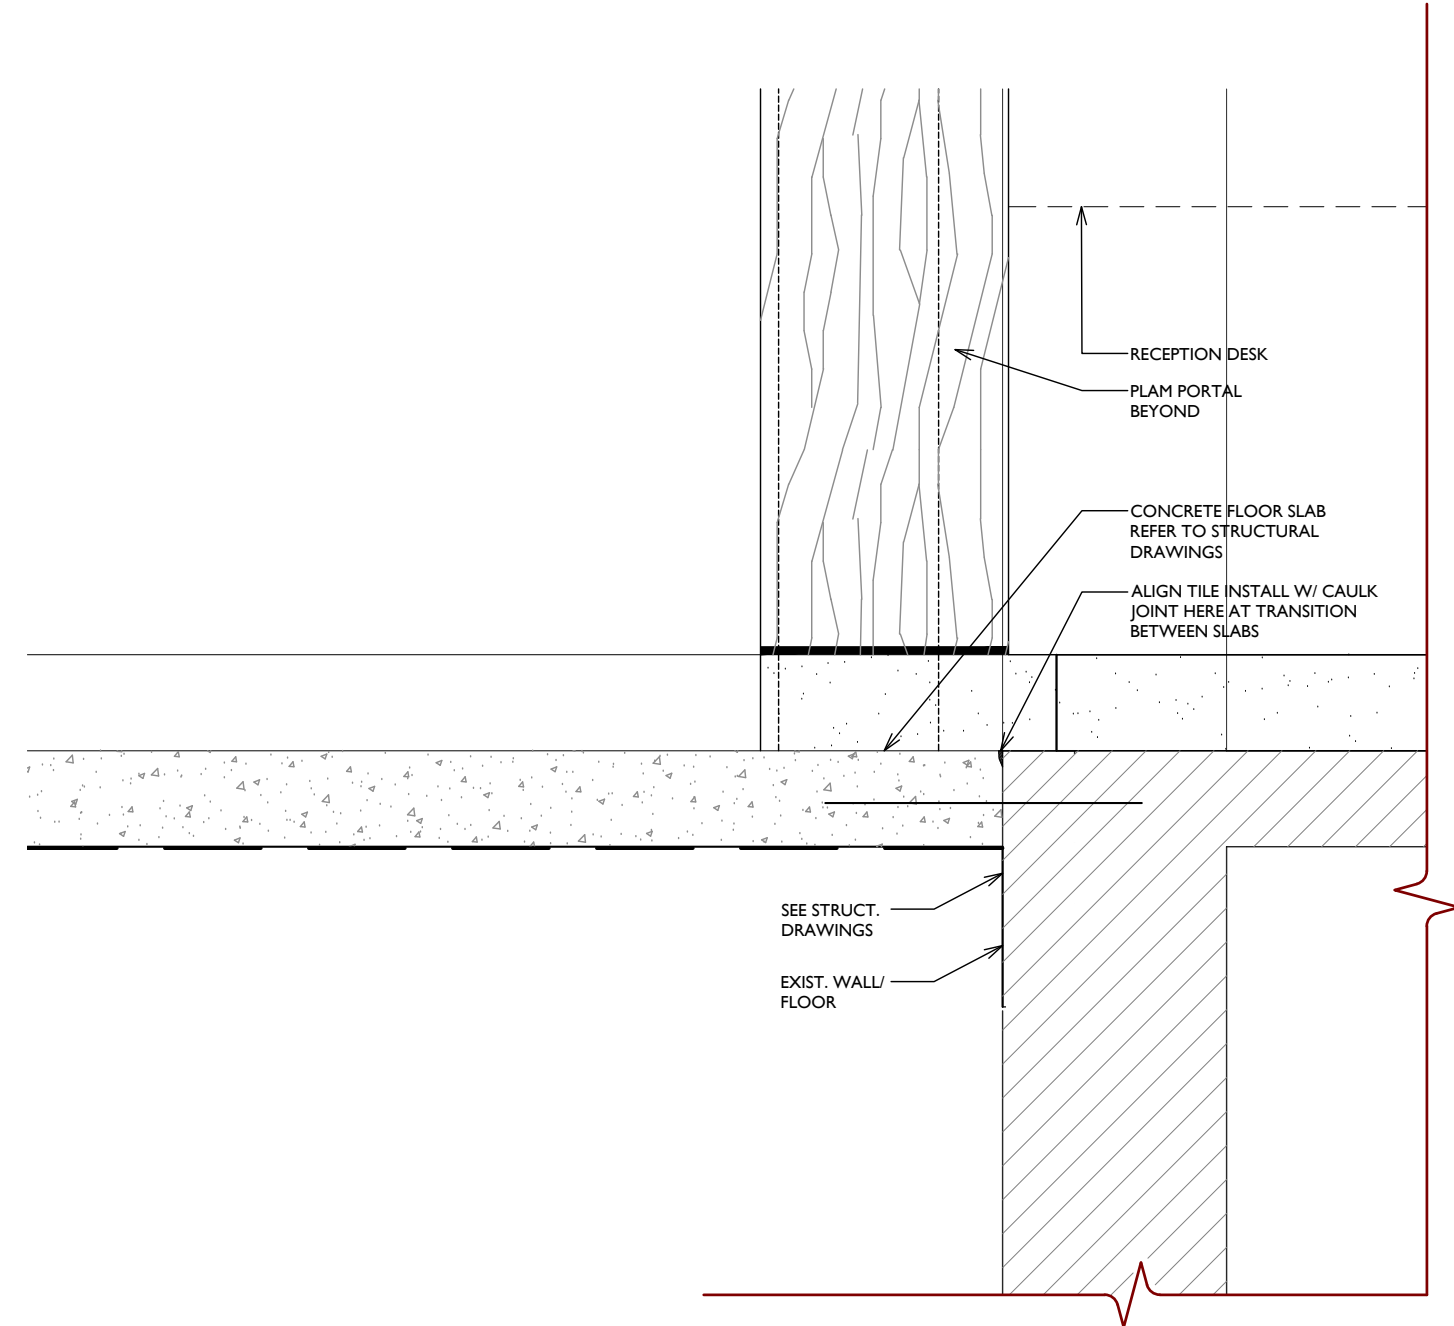 RECEPTION DESK
PLAM PORTAL
BEYOND
CONCRETE FLOOR SLAB
REFER TO STRUCTURAL
DRAWINGS
ALIGN TILE INSTALL W/ CAULK
JOINT HERE AT TRANSITION
BETWEEN SLABS
SEE STRUCT.
DRAWINGS
EXIST. WALL/
FLOOR